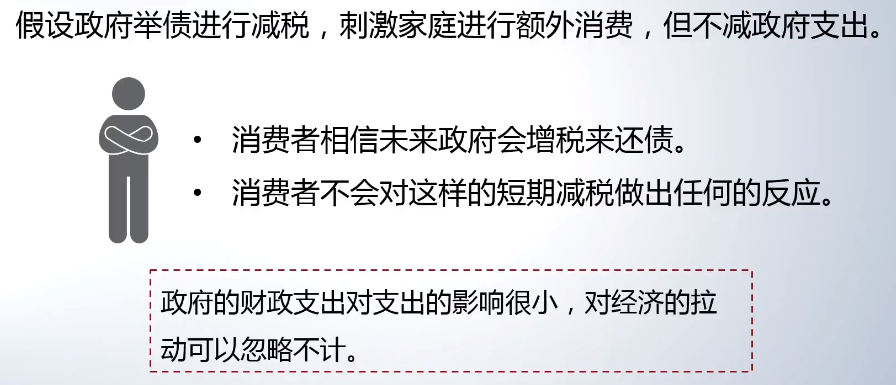 假设政府举债进行减税，刺激家庭进行额外消费，但不减政府支出。
• 消费者相信未来政府会增税来还债。
• 消费者不会对这样的短期减税做出任何的反应。
政府的财政支出对支出的影响很小，对经济的拉
动可以忽略不计。